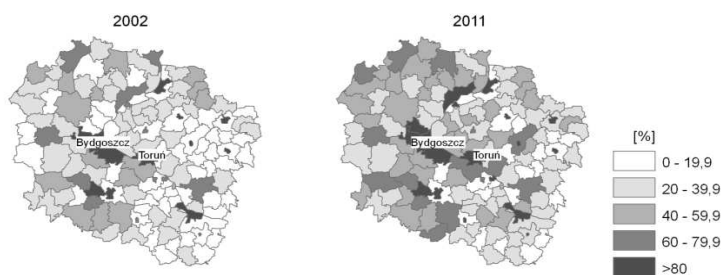 2002
2011
Bydgoszcz
Toruń
Bydgoszcz
Toruń
[%]
0 - 19,9
20 - 39,9
40 - 59,9
60 - 79,9
>80